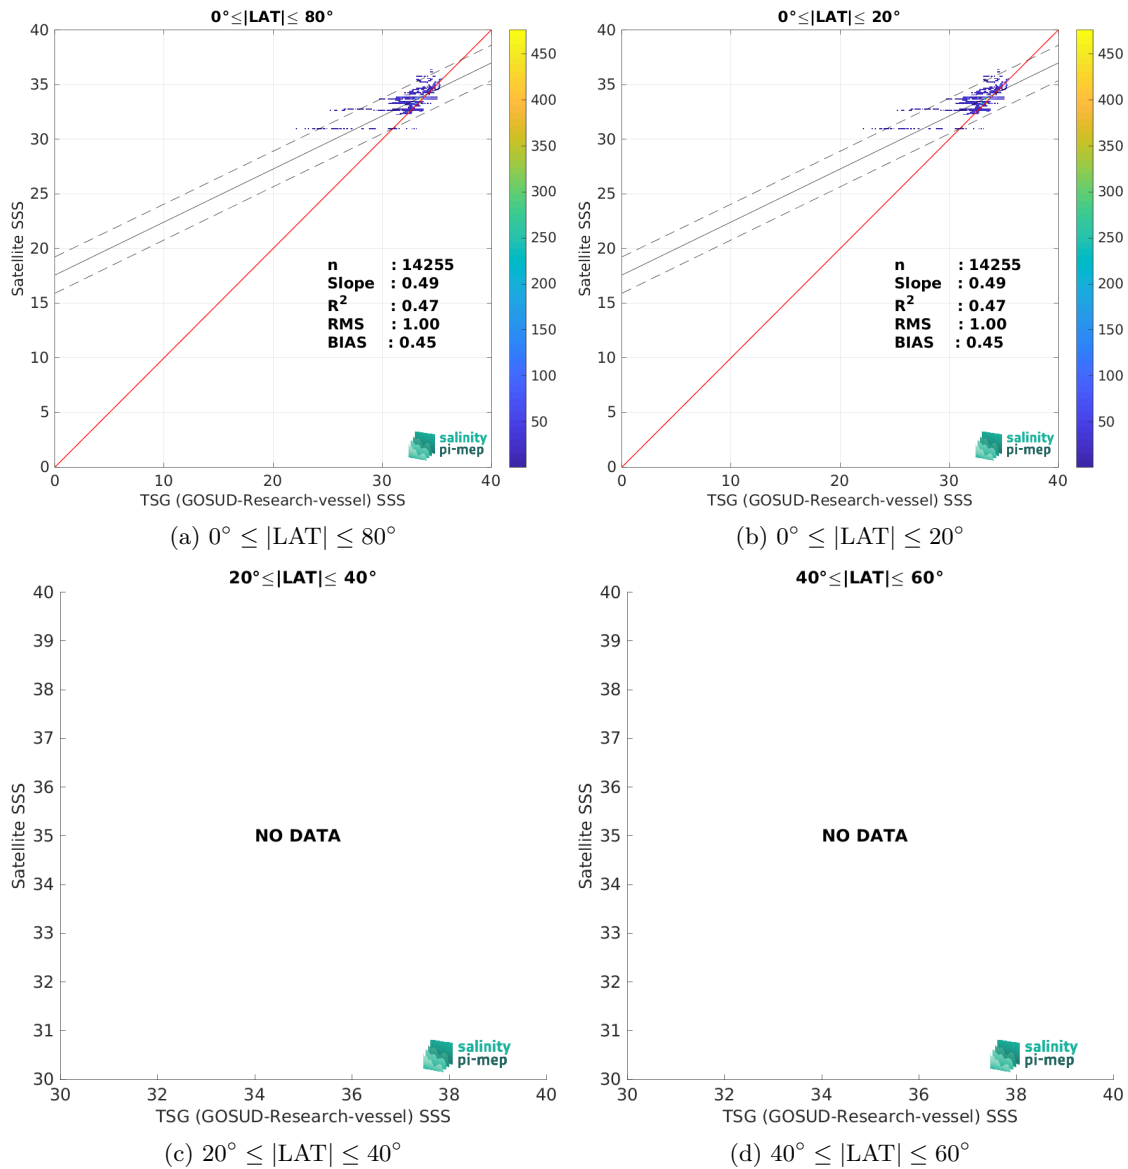 0°≤|LAT|≤ 80°
40
35
30
25
20
15
10
5
0
Satellite SSS
n : 14255
Slope : 0.49
R² : 0.47
RMS : 1.00
BIAS : 0.45
salinity
pi-mep
0 10 20 30 40
TSG (GOSUD-Research-vessel) SSS
450
400
350
300
250
200
150
100
50
(a) 0° ≤ |LAT| ≤ 80°
0°≤|LAT|≤ 20°
40
35
30
25
20
15
10
5
0
Satellite SSS
n : 14255
Slope : 0.49
R² : 0.47
RMS : 1.00
BIAS : 0.45
salinity
pi-mep
0 10 20 30 40
TSG (GOSUD-Research-vessel) SSS
450
400
350
300
250
200
150
100
50
(b) 0° ≤ |LAT| ≤ 20°
20°≤|LAT|≤ 40°
40
39
38
37
36
35
34
33
32
31
30
Satellite SSS
NO DATA
salinity
pi-mep
30 32 34 36 38 40
TSG (GOSUD-Research-vessel) SSS
(c) 20° ≤ |LAT| ≤ 40°
40°≤|LAT|≤ 60°
40
39
38
37
36
35
34
33
32
31
30
Satellite SSS
NO DATA
salinity
pi-mep
30 32 34 36 38 40
TSG (GOSUD-Research-vessel) SSS
(d) 40° ≤ |LAT| ≤ 60°